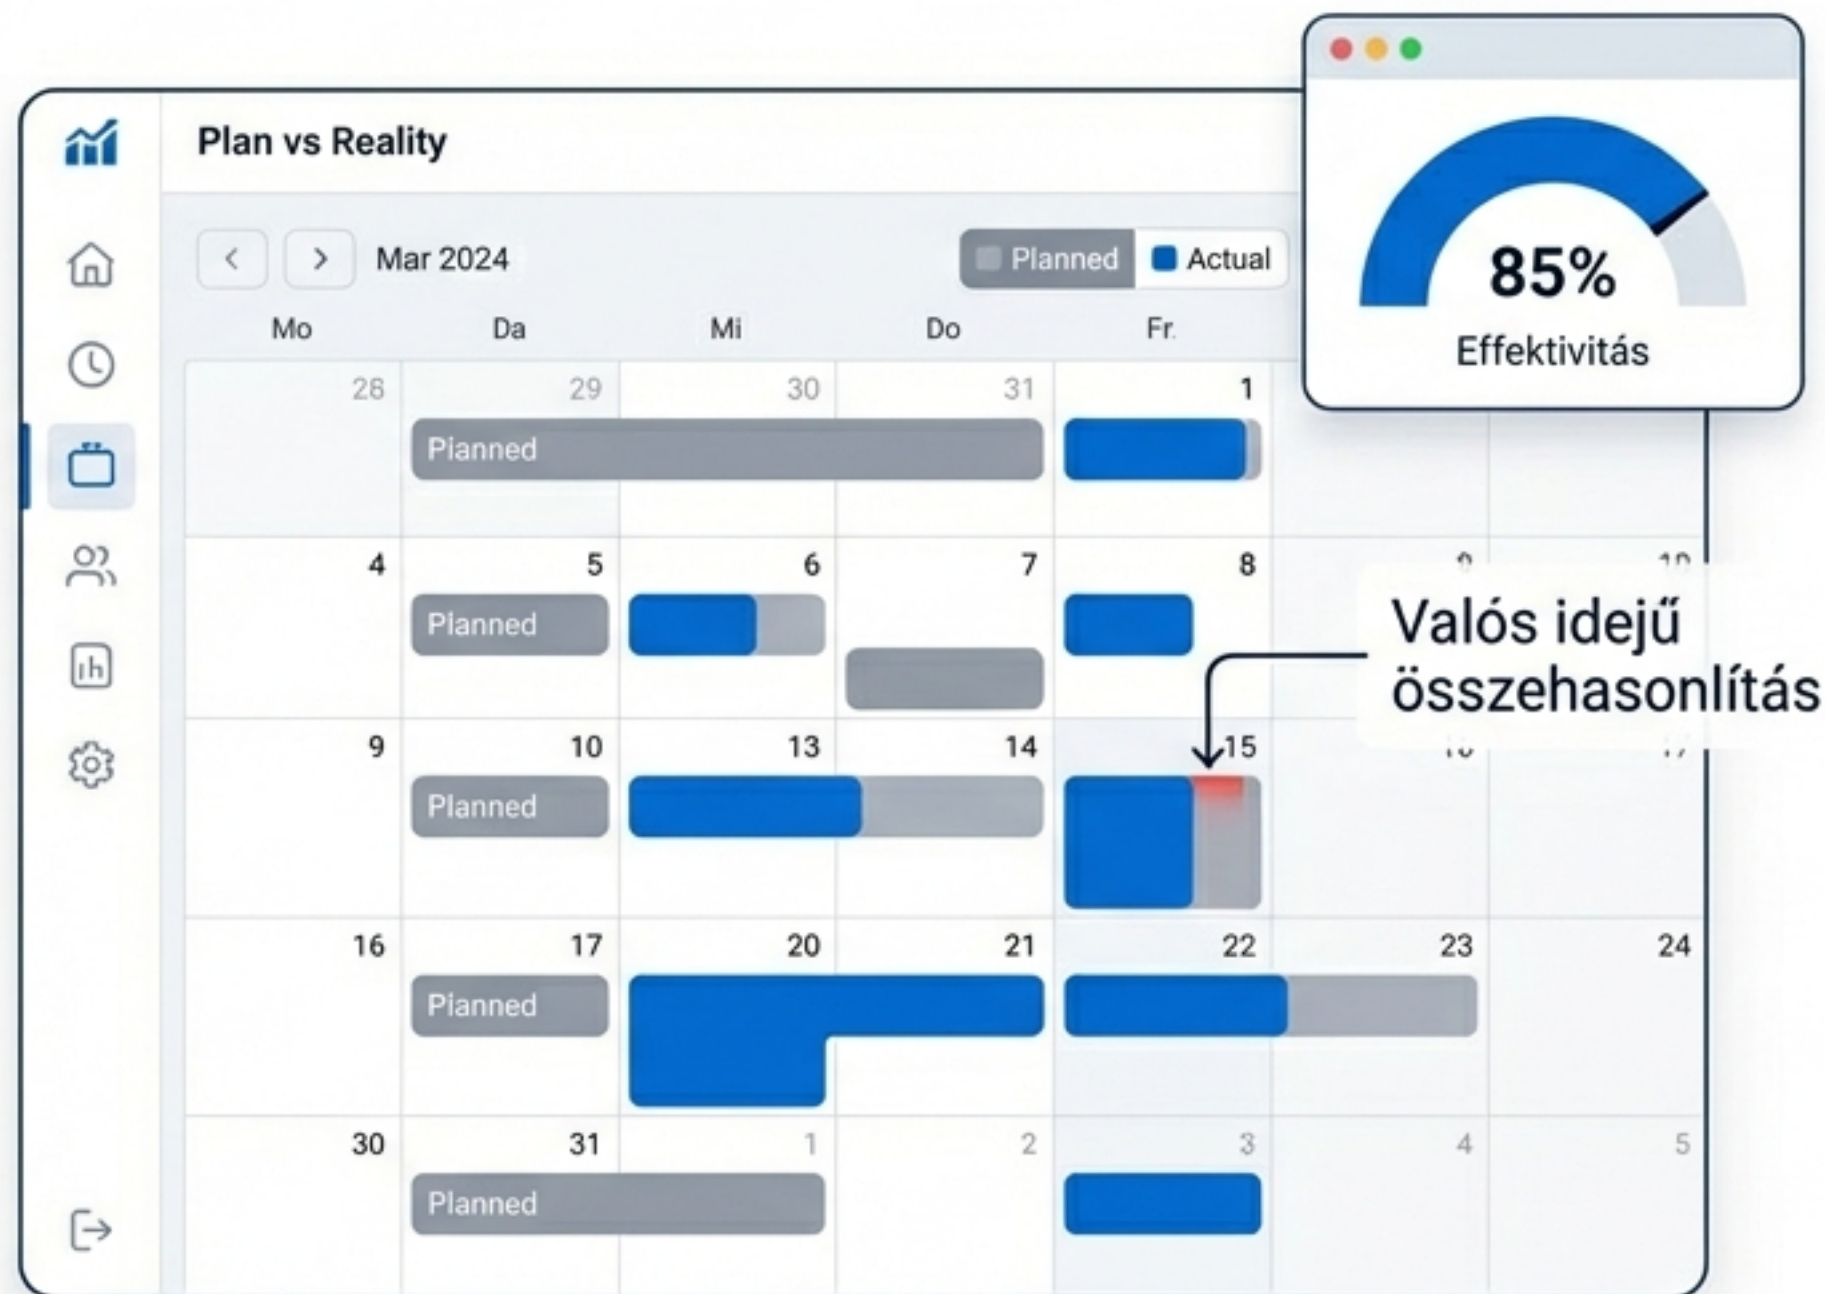 Plan vs Reality
85%
Effektivitás
Mar 2024
Planned Actual
Mo Da Mi Do Fr.
28 29 30 31 1
Planned
4 5 6 7 8
Planned
Valós idejű
összehasonlítás
9 10 13 14 15
Planned
16 17 20 21 22 23 24
Planned
30 31 1 2 3 4 5
Planned